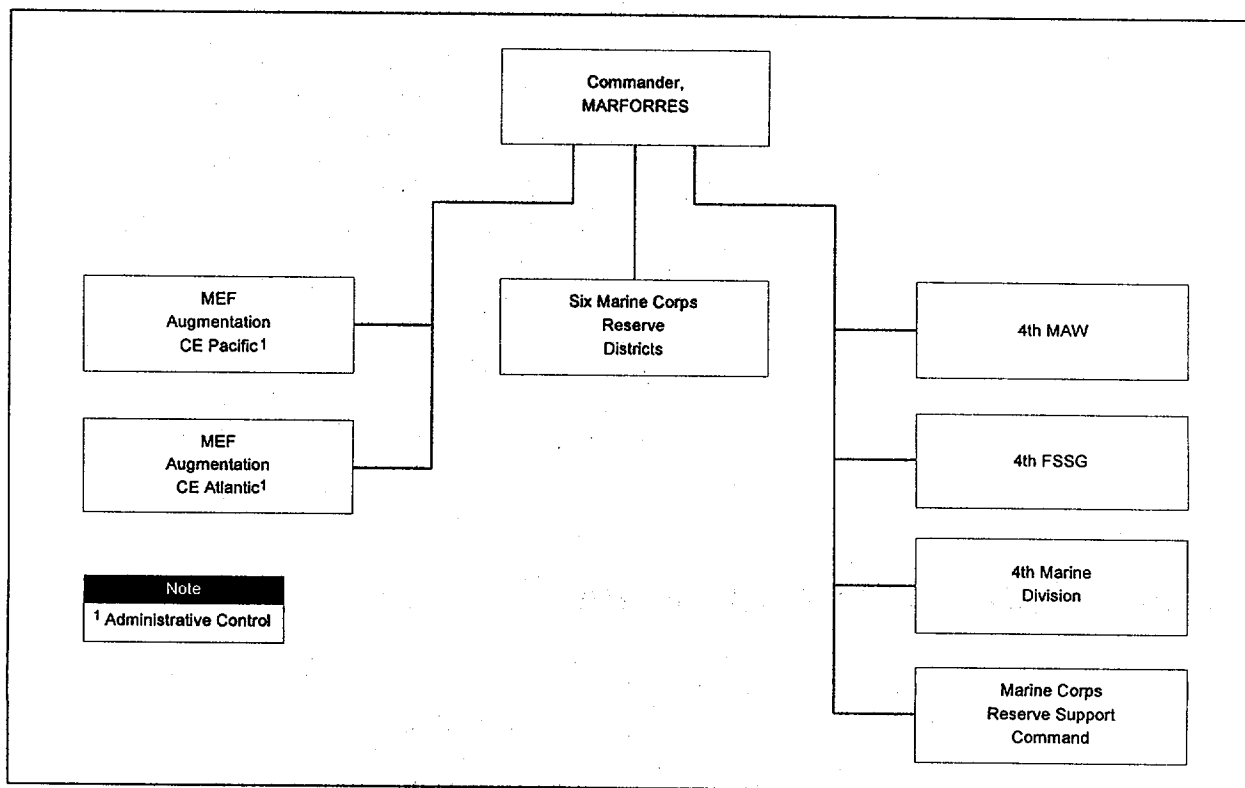 Commander,
MARFORRES
MEF
Augmentation
CE Pacific¹
MEF
Augmentation
CE Atlantic¹
Six Marine Corps
Reserve
Districts
4th MAW
4th FSSG
4th Marine
Division
Marine Corps
Reserve Support
Command
Note
¹ Administrative Control